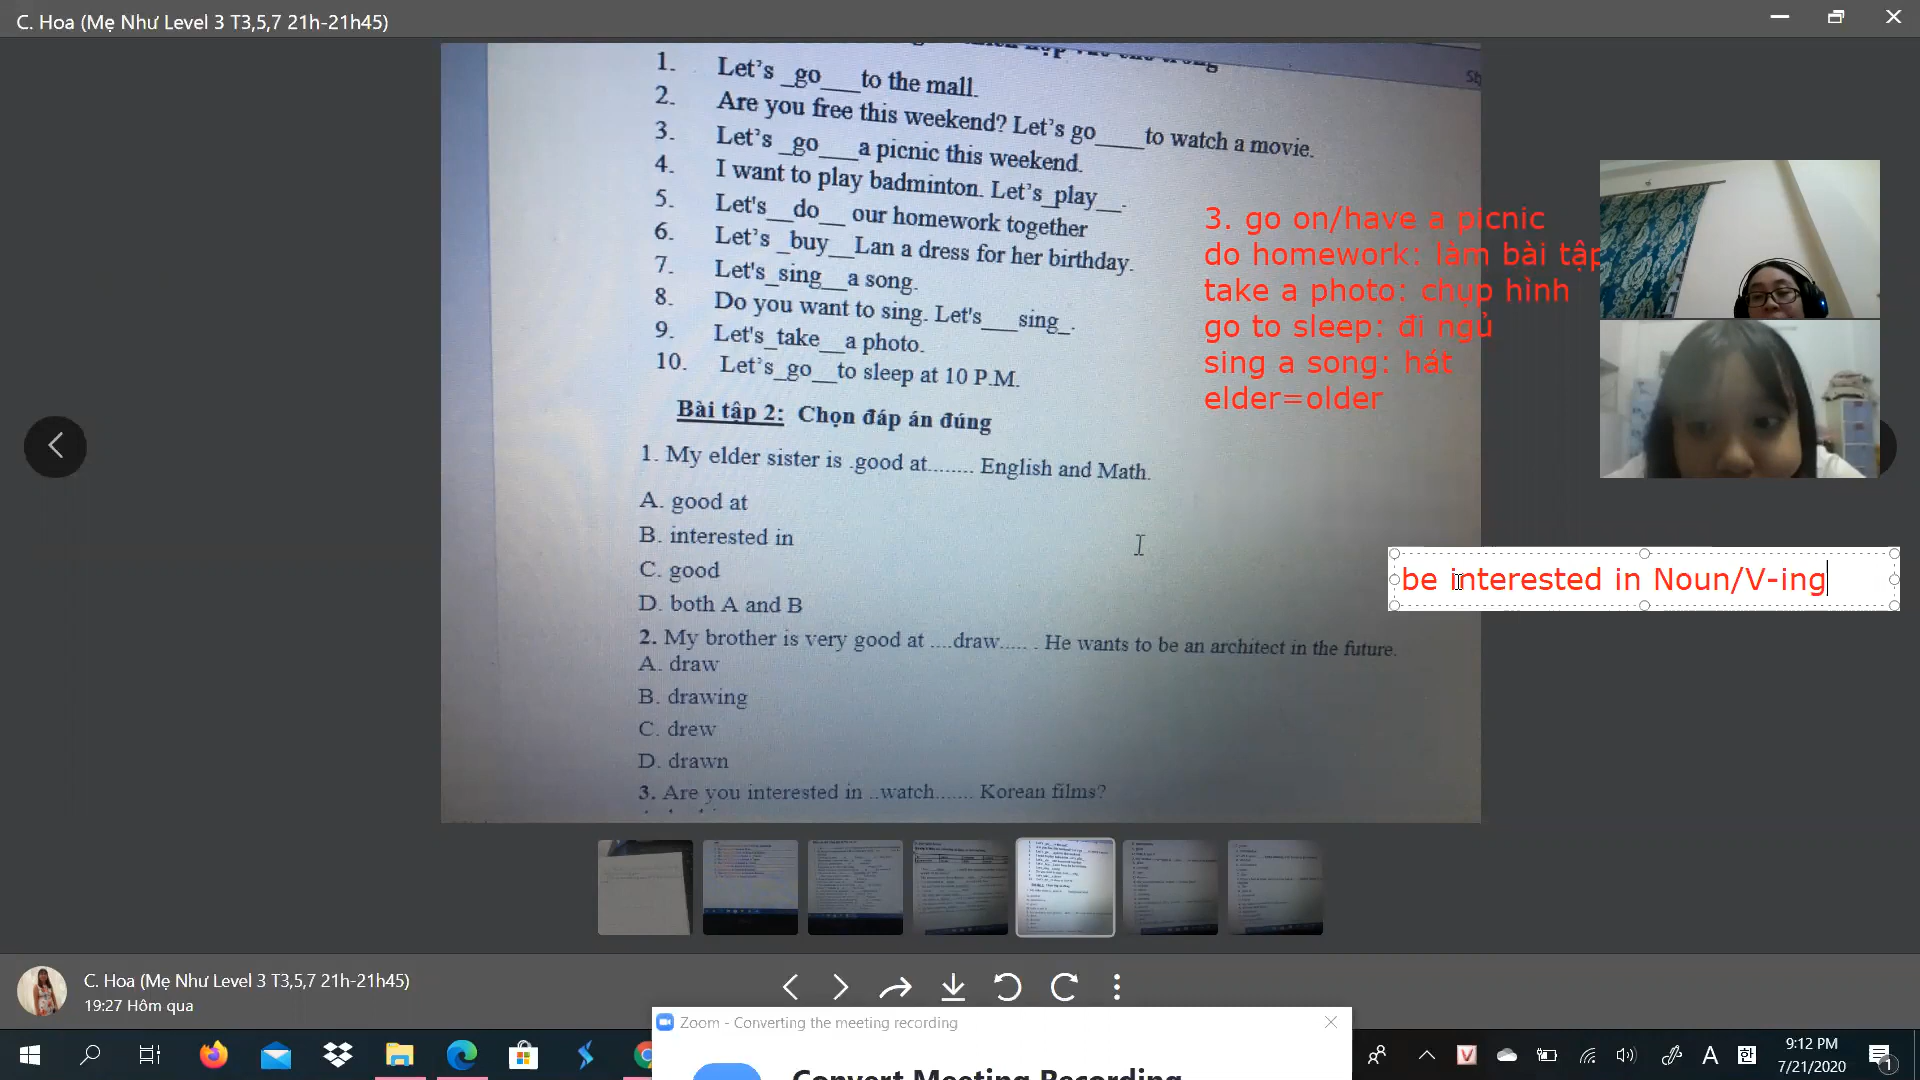 C. Hoa (Mẹ Như Level 3 T3,5,7 21h-21h45)
1. Let's _go___to the mall.
2. Are you free this weekend? Let's go____to watch a movie.
3. Let's _go___a picnic this weekend.
4. I want to play badminton. Let's_play__.
5. Let's__do__ our homework together
6. Let's _buy__Lan a dress for her birthday.
7. Let's_sing__a song.
8. Do you want to sing. Let's___sing_.
9. Let's_take__a photo.
10. Let's_go__to sleep at 10 P.M.
3. go on/have a picnic
do homework: làm bài tập
take a photo: chụp hình
go to sleep: đi ngủ
sing a song: hát
elder=older
Bài tập 2: Chọn đáp án đúng
1. My elder sister is .good at........ English and Math.
A. good at
B. interested in
C. good
D. both A and B
be interested in Noun/V-ing
2. My brother is very good at ....draw..... . He wants to be an architect in the future.
A. draw
B. drawing
C. drew
D. drawn
3. Are you interested in ..watch....... Korean films?
C. Hoa (Mẹ Như Level 3 T3,5,7 21h-21h45)
19:27 Hôm qua
Zoom - Converting the meeting recording
Convert Meeting Recording
9:12 PM
7/21/2020